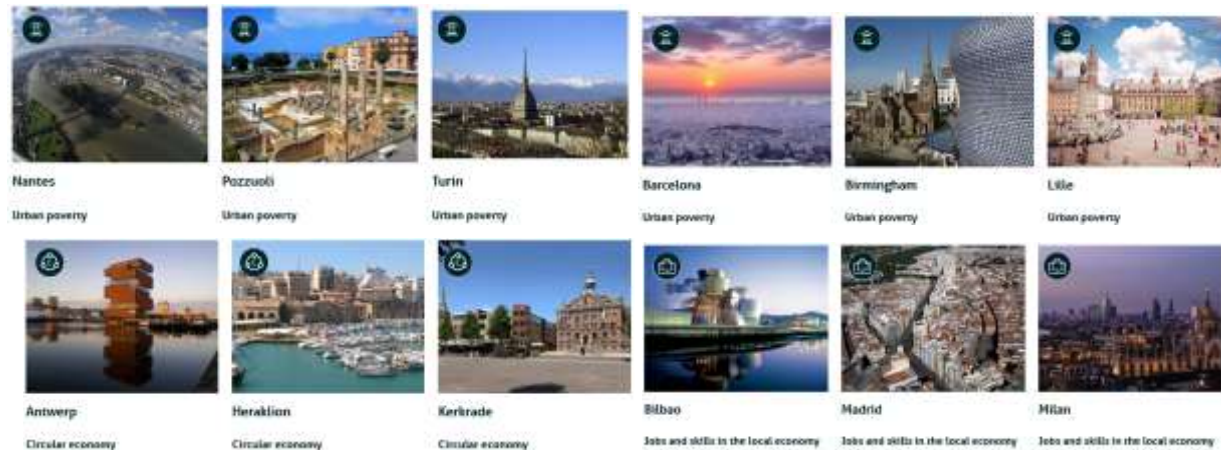 Nantes
Urban poverty
Pozzuoli
Urban poverty
Turin
Urban poverty
Barcelona
Urban poverty
Birmingham
Urban poverty
Lille
Urban poverty
Antwerp
Circular economy
Heraklion
Circular economy
Kerkrade
Circular economy
Bilbao
Jobs and skills in the local economy
Madrid
Jobs and skills in the local economy
Milan
Jobs and skills in the local economy